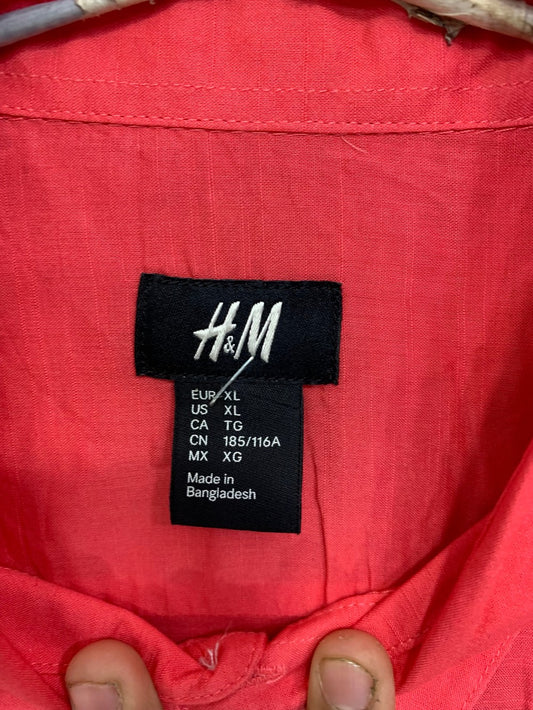 H&M
EUR XL
US XL
CA TG
CN 185/116A
MX XG
Made in
Bangladesh